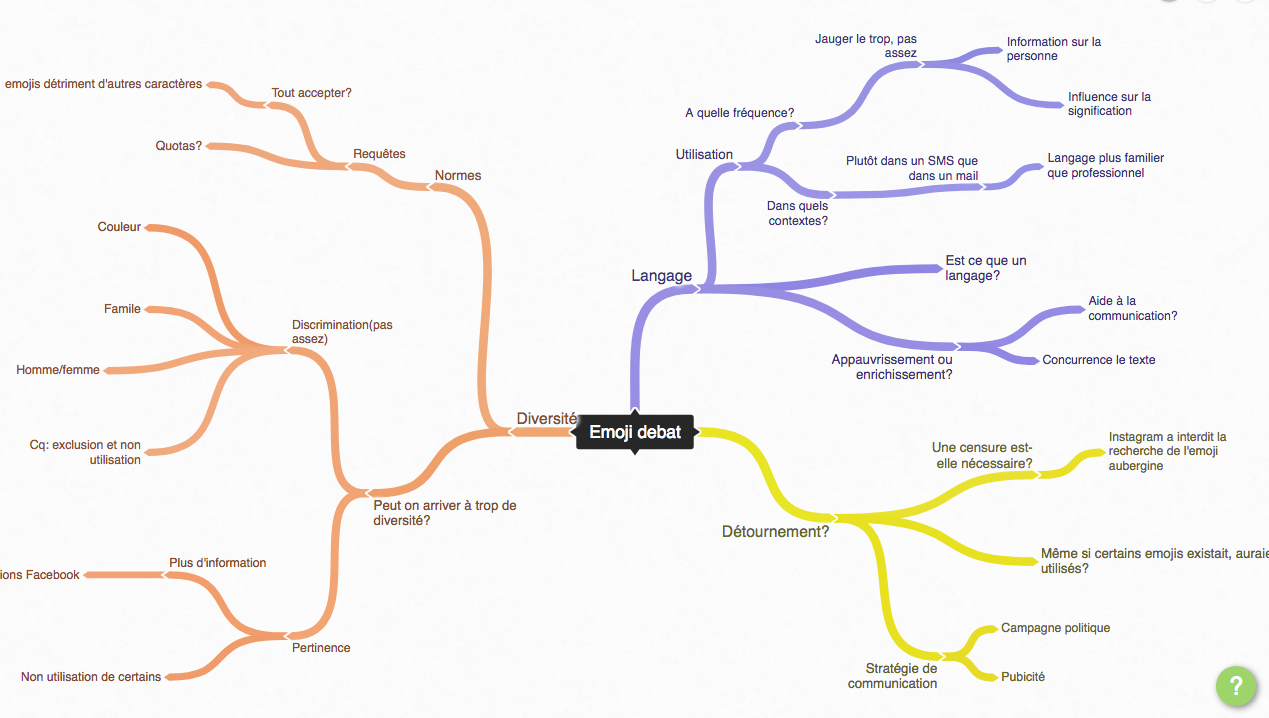 Emoji debat
Diversité
Normes
Requêtes
Tout accepter?
emojis détriment d'autres caractères
Quotas?
Peut on arriver à trop de
diversité?
Discrimination(pas
assez)
Couleur
Famile
Homme/femme
Cq: exclusion et non
utilisation
Pertinence
Plus d'information
ions Facebook
Non utilisation de certains
Langage
Utilisation
A quelle fréquence?
Jauger le trop, pas
assez
Information sur la
personne
Influence sur la
signification
Dans quels
contextes?
Plutôt dans un SMS que
dans un mail
Langage plus familier
que professionnel
Est ce que un
langage?
Appauvrissement ou
enrichissement?
Aide à la
communication?
Concurrence le texte
Détournement?
Une censure est-
elle nécessaire?
Instagram a interdit la
recherche de l'emoji
aubergine
Même si certains emojis existait, auraie
utilisés?
Stratégie de
communication
Campagne politique
Pubicité
?